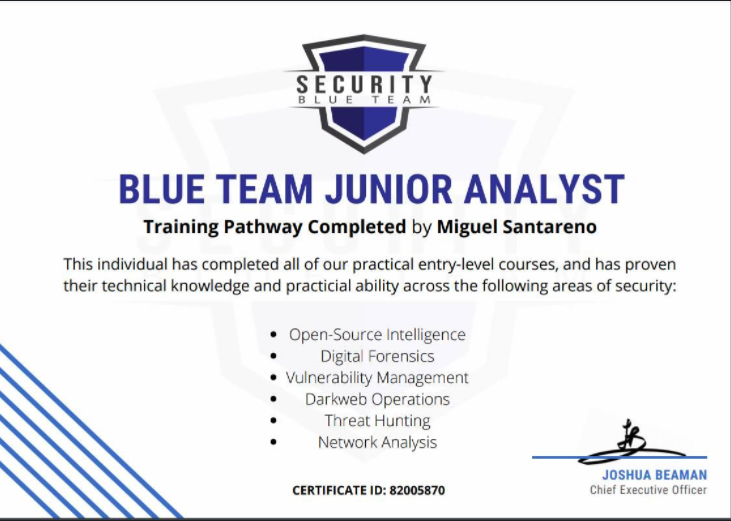 SECURITY
BLUE TEAM
BLUE TEAM JUNIOR ANALYST
Training Pathway Completed by Miguel Santareno
This individual has completed all of our practical entry-level courses, and has proven
their technical knowledge and practicial ability across the following areas of security:
• Open-Source Intelligence
• Digital Forensics
• Vulnerability Management
• Darkweb Operations
• Threat Hunting
• Network Analysis
JB
JOSHUA BEAMAN
Chief Executive Officer
CERTIFICATE ID: 82005870